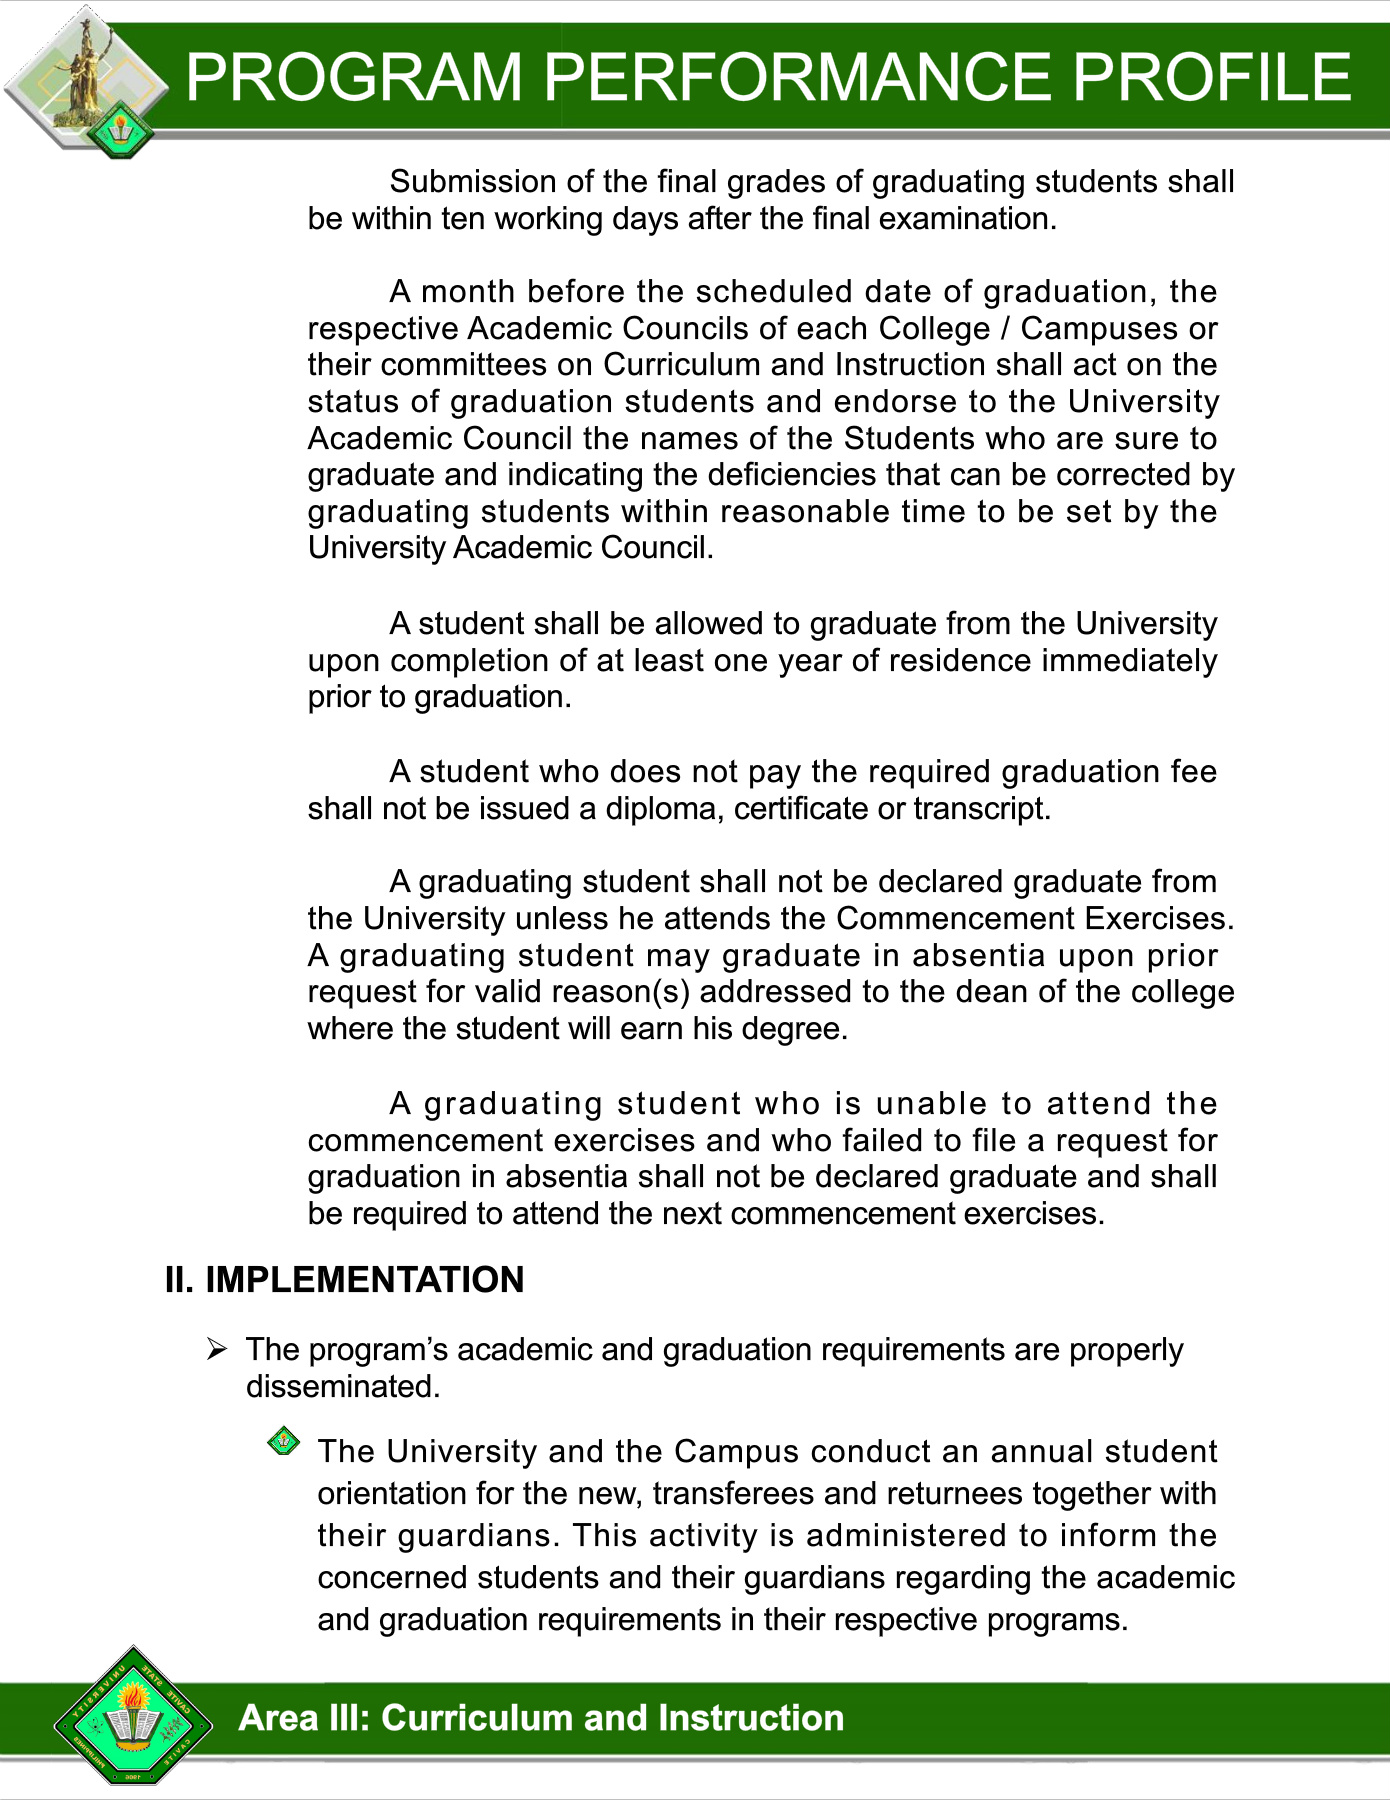 PROGRAM PERFORMANCE PROFILE
Submission of the final grades of graduating students shall
be within ten working days after the final examination.
A month before the scheduled date of graduation, the
respective Academic Councils of each College / Campuses or
their committees on Curriculum and Instruction shall act on the
status of graduation students and endorse to the University
Academic Council the names of the Students who are sure to
graduate and indicating the deficiencies that can be corrected by
graduating students within reasonable time to be set by the
University Academic Council.
A student shall be allowed to graduate from the University
upon completion of at least one year of residence immediately
prior to graduation.
A student who does not pay the required graduation fee
shall not be issued a diploma, certificate or transcript.
A graduating student shall not be declared graduate from
the University unless he attends the Commencement Exercises.
A graduating student may graduate in absentia upon prior
request for valid reason(s) addressed to the dean of the college
where the student will earn his degree.
A graduating student who is unable to attend the
commencement exercises and who failed to file a request for
graduation in absentia shall not be declared graduate and shall
be required to attend the next commencement exercises.
II. IMPLEMENTATION
➢ The program’s academic and graduation requirements are properly
disseminated.
The University and the Campus conduct an annual student
orientation for the new, transferees and returnees together with
their guardians. This activity is administered to inform the
concerned students and their guardians regarding the academic
and graduation requirements in their respective programs.
CAVITE STATE UNIVERSITY
CAVITE PHILIPPINES
1906
Area III: Curriculum and Instruction